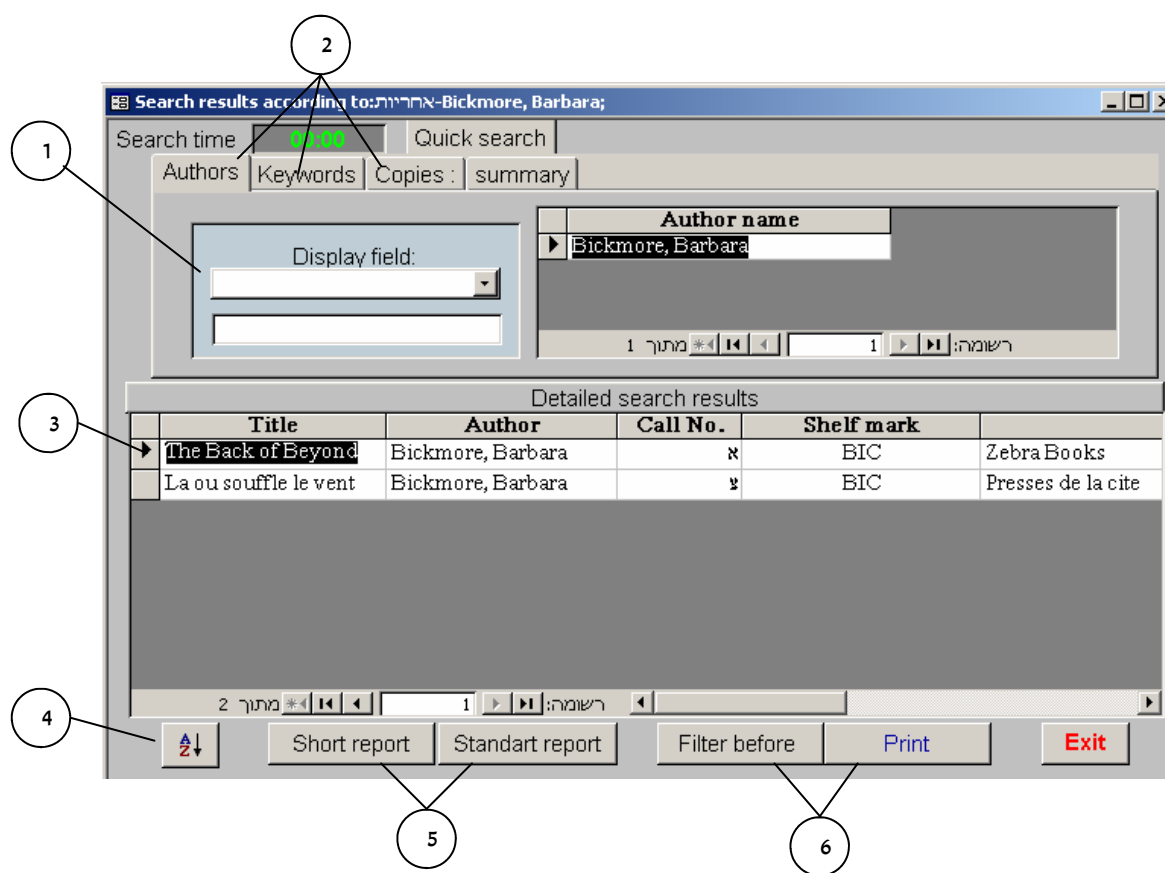 2
Search results according to:אחריות-Bickmore, Barbara;
Search time 00:00 Quick search
1
Authors Keywords Copies : summary
Author name
Bickmore, Barbara
Display field:
רשומה: 1 מתוך 1
Detailed search results
3
Title Author Call No. Shelf mark
The Back of Beyond Bickmore, Barbara א BIC Zebra Books
La ou souffle le vent Bickmore, Barbara צ BIC Presses de la cite
רשומה: 1 מתוך 2
4
A Z Short report Standart report Filter before Print Exit
5
6